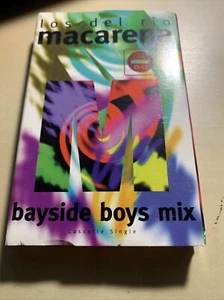 los del rio
macarena
bayside boys mix
Cassette Single